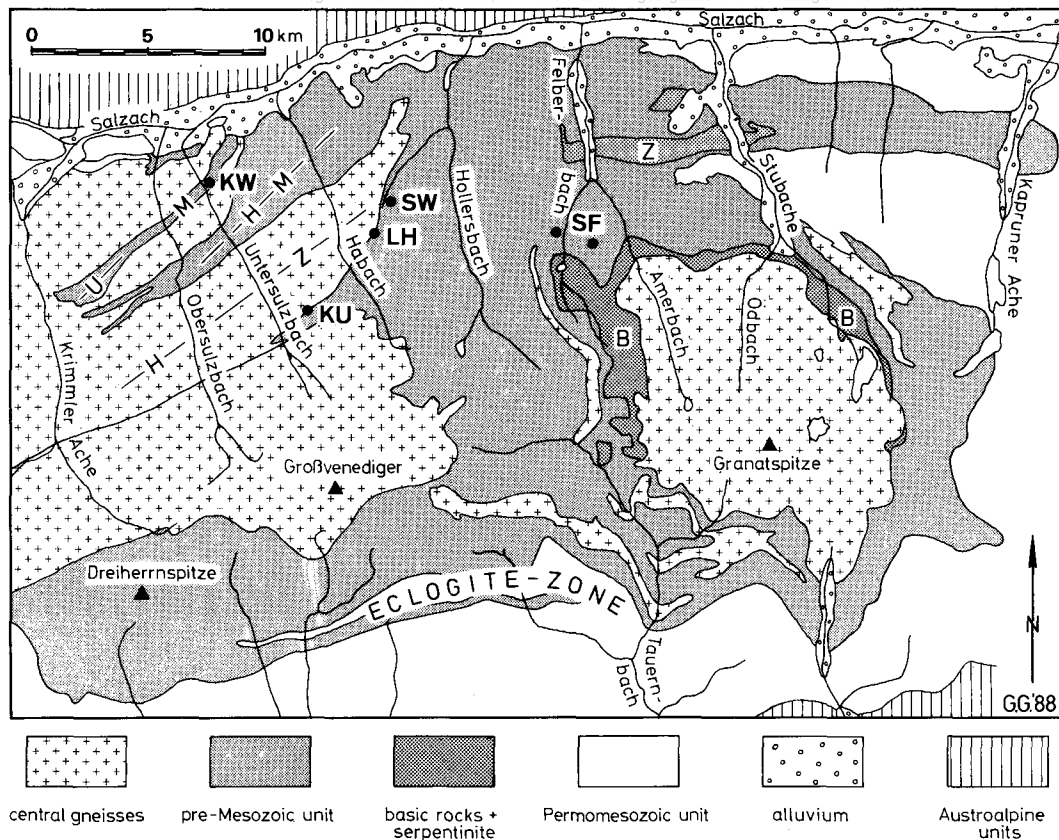 Salzach
0 5 10 km
Salzach
Felber-
bach
Z
Stubache
Kapruner Ache
KW
M
H - M
SW
SF
LH
Z
U
Hollersbach
Habach
Untersulzbach
Obersulzbach
KU
H
Amerbach
Ödbach
B
B
Krimmler
Ache
Großvenediger
Granatspitze
Dreiherrnspitze
ECLOGITE-ZONE
Tauern-
bach
N
G.G.'88
central gneisses
pre-Mesozoic unit
basic rocks +
serpentinite
Permomesozoic unit
alluvium
Austroalpine
units